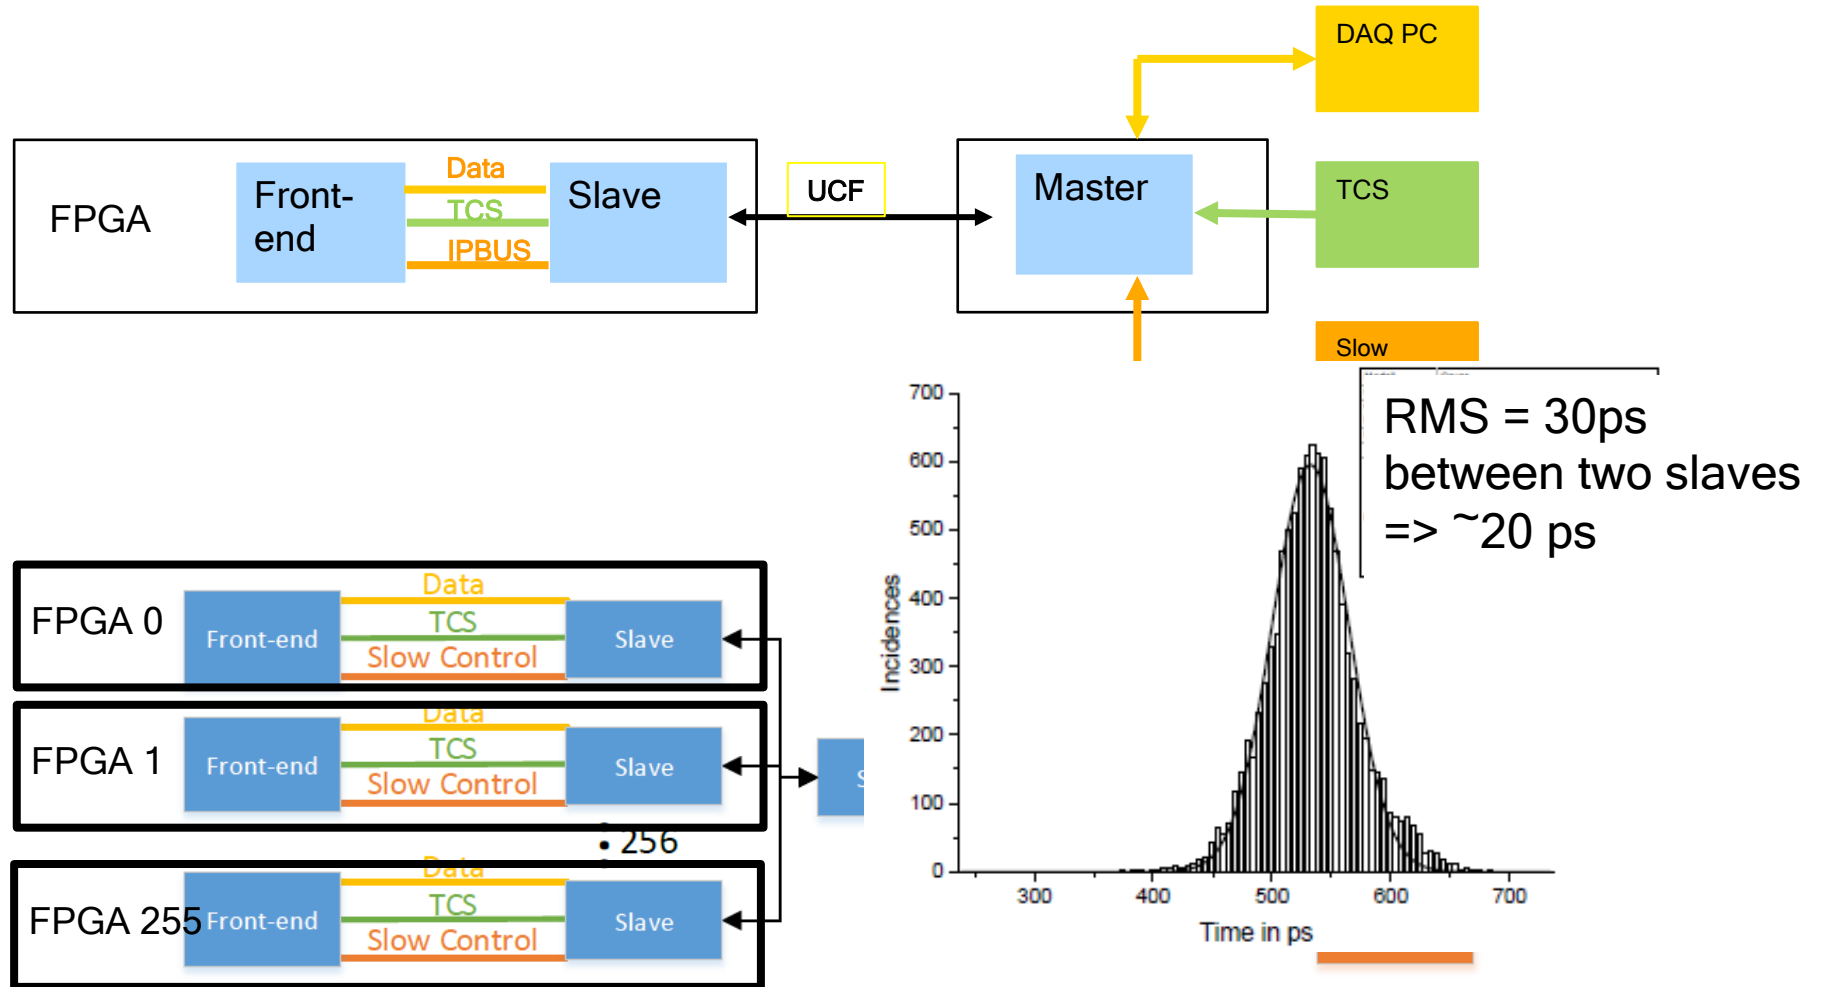 DAQ PC
FPGA
Front-
end
Data
TCS
IPBUS
Slave
UCF
Master
TCS
Slow
RMS = 30ps
between two slaves
=> ~20 ps
700
600
500
400
300
200
100
0
Incidences
300
400
500
600
700
Time in ps
FPGA 0
Front-end
Data
TCS
Slow Control
Slave
FPGA 1
Front-end
Data
TCS
Slow Control
Slave
256
FPGA 255
Front-end
Data
TCS
Slow Control
Slave